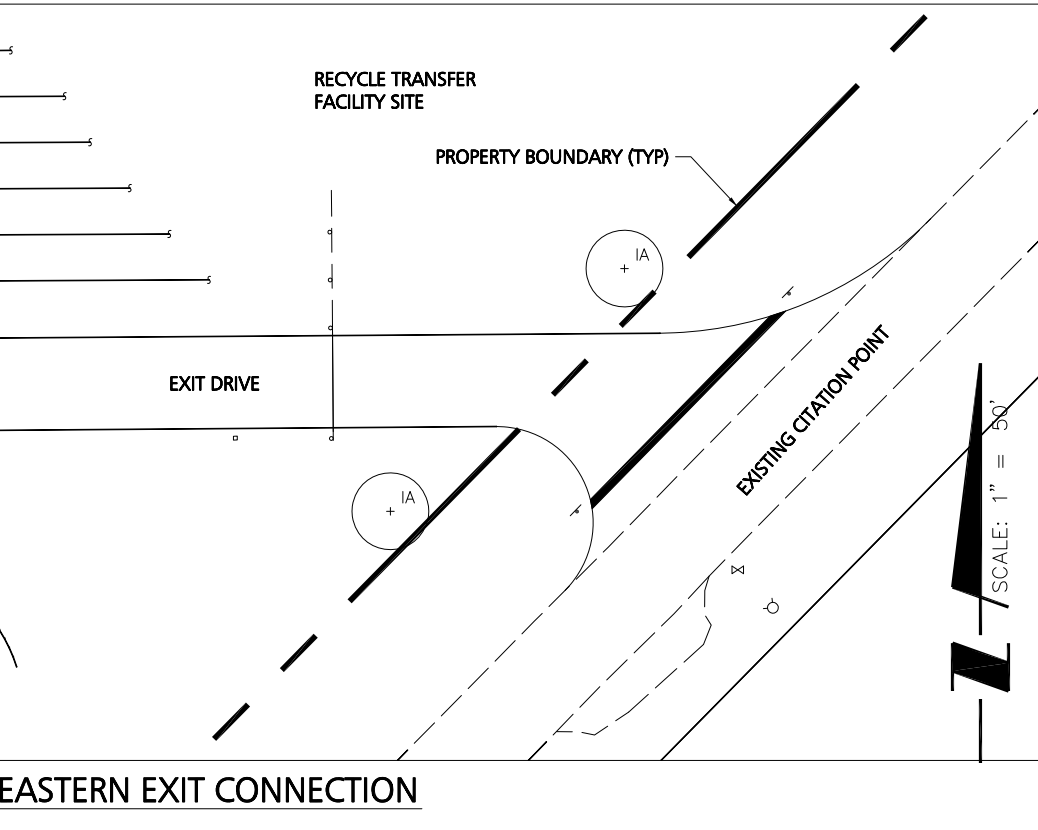 RECYCLE TRANSFER
FACILITY SITE
PROPERTY BOUNDARY (TYP)
IA
EXIT DRIVE
EXISTING CITATION POINT
IA
SCALE: 1" = 50'
N
EASTERN EXIT CONNECTION